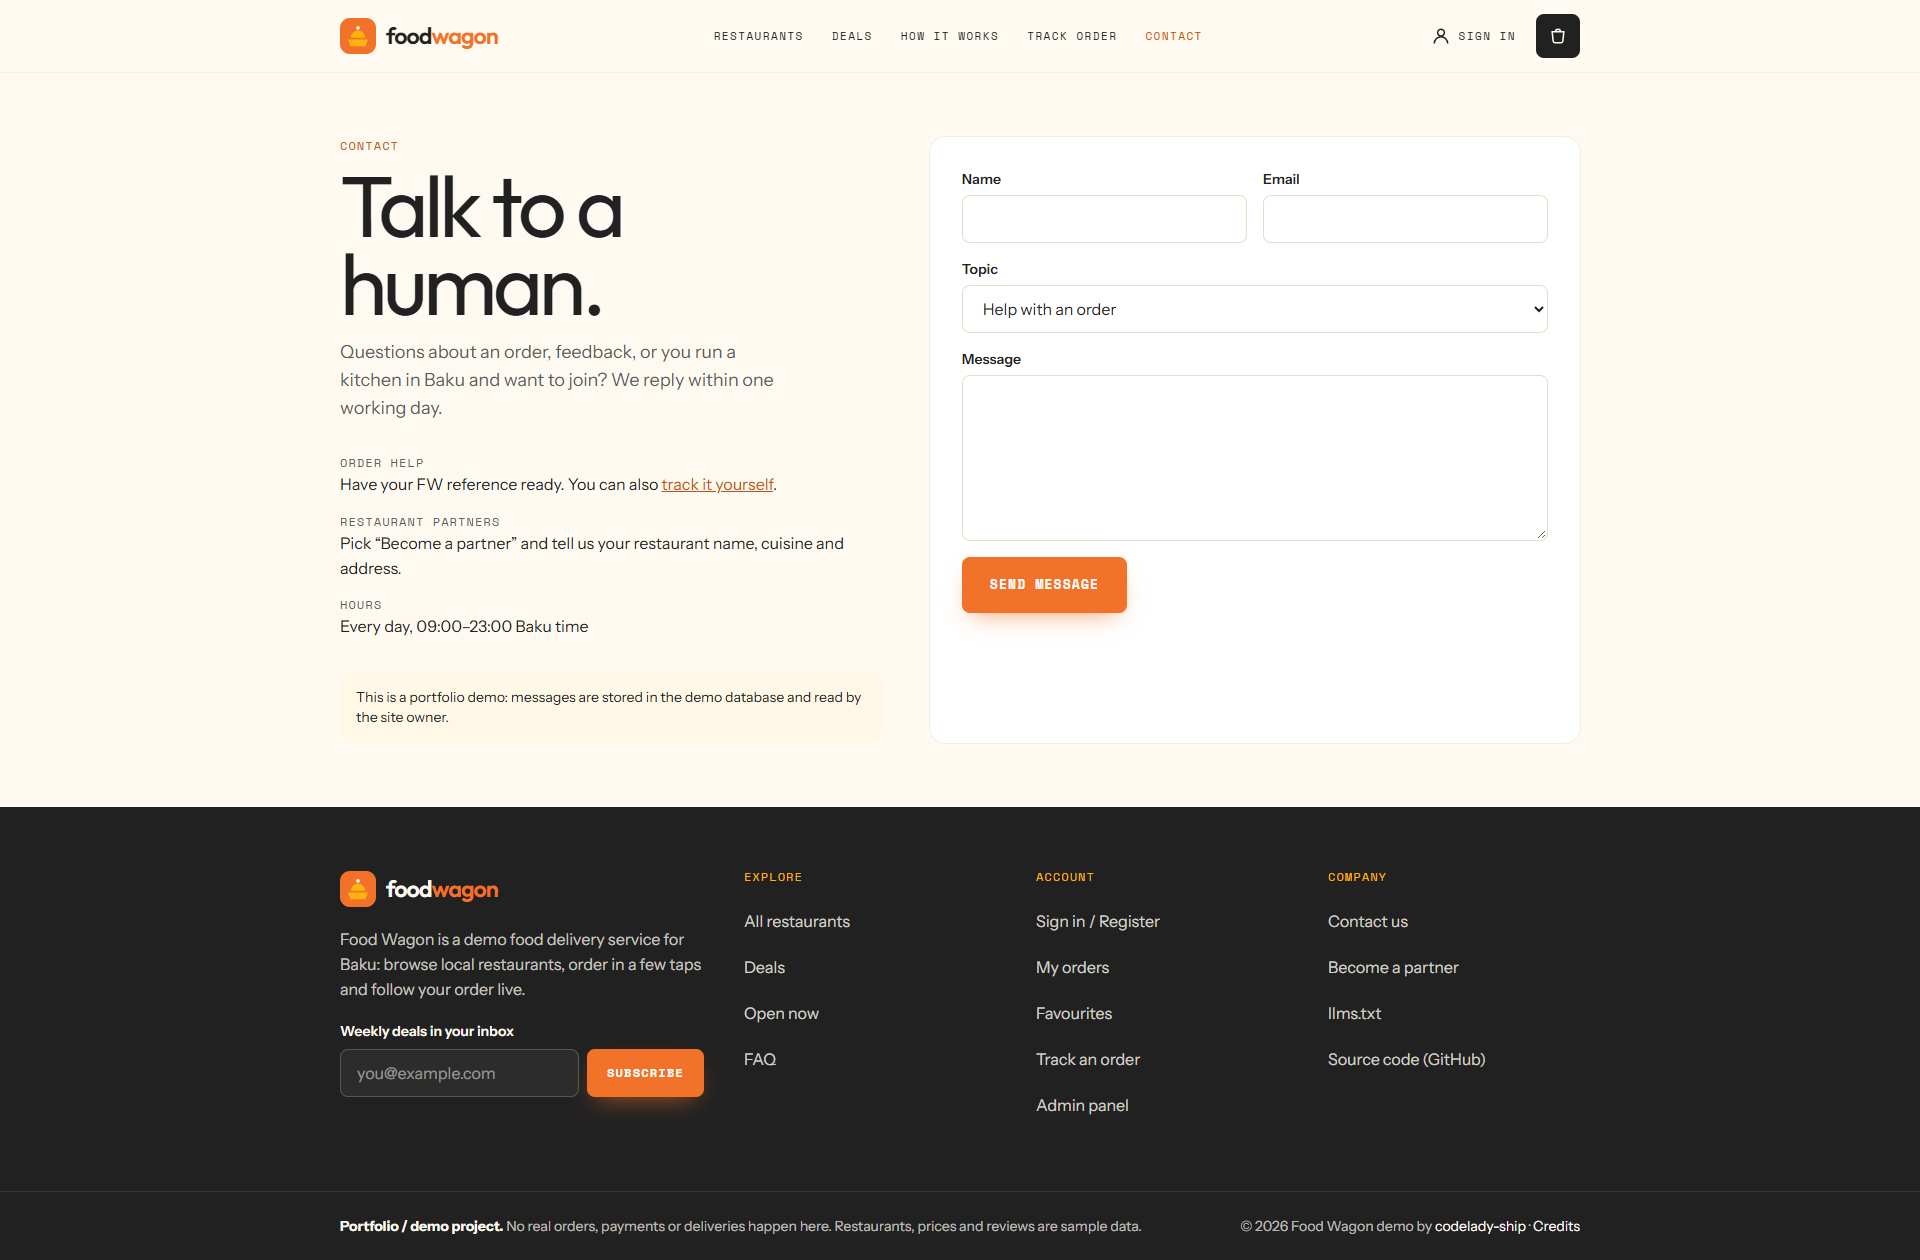 foodwagon
RESTAURANTS
DEALS
HOW IT WORKS
TRACK ORDER
CONTACT
SIGN IN
CONTACT
Talk to a
human.
Questions about an order, feedback, or you run a
kitchen in Baku and want to join? We reply within one
working day.
ORDER HELP
Have your FW reference ready. You can also track it yourself.
RESTAURANT PARTNERS
Pick “Become a partner” and tell us your restaurant name, cuisine and
address.
HOURS
Every day, 09:00–23:00 Baku time
This is a portfolio demo: messages are stored in the demo database and read by
the site owner.
Name
Email
Topic
Help with an order
Message
SEND MESSAGE
foodwagon
Food Wagon is a demo food delivery service for
Baku: browse local restaurants, order in a few taps
and follow your order live.
Weekly deals in your inbox
you@example.com
SUBSCRIBE
EXPLORE
All restaurants
Deals
Open now
FAQ
ACCOUNT
Sign in / Register
My orders
Favourites
Track an order
Admin panel
COMPANY
Contact us
Become a partner
llms.txt
Source code (GitHub)
Portfolio / demo project. No real orders, payments or deliveries happen here. Restaurants, prices and reviews are sample data.
© 2026 Food Wagon demo by codelady-ship · Credits